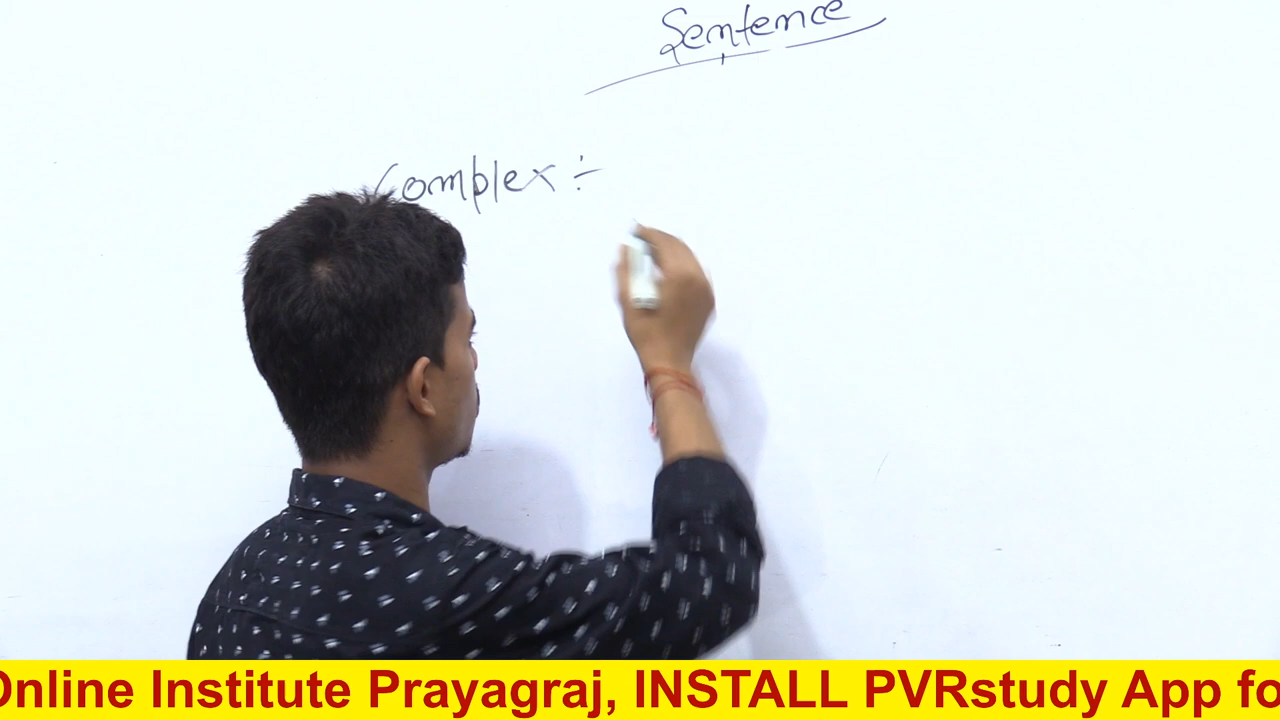 Sentence
Complex ÷
Online Institute Prayagraj, INSTALL PVRstudy App fo